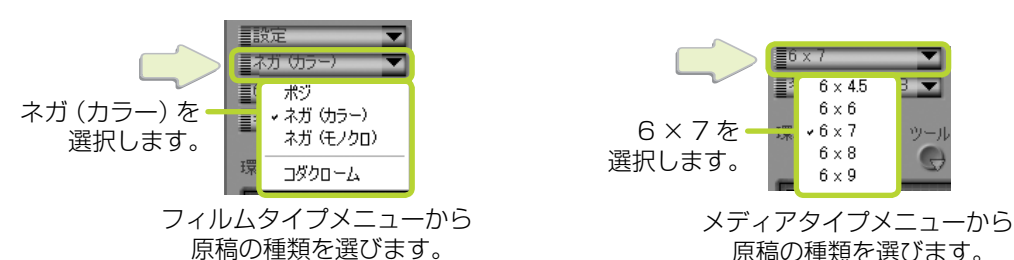 設定
ネガ (カラー)
ポジ
✓ネガ (カラー)
ネガ (モノクロ)
コダクローム
環
ネガ（カラー）を
選択します。
フィルムタイプメニューから
原稿の種類を選びます。
6 x 7
6 x 4.5
6 x 6
✓6 x 7
6 x 8
6 x 9
環
ツール
６×７を
選択します。
メディアタイプメニューから
原稿の種類を選びます。